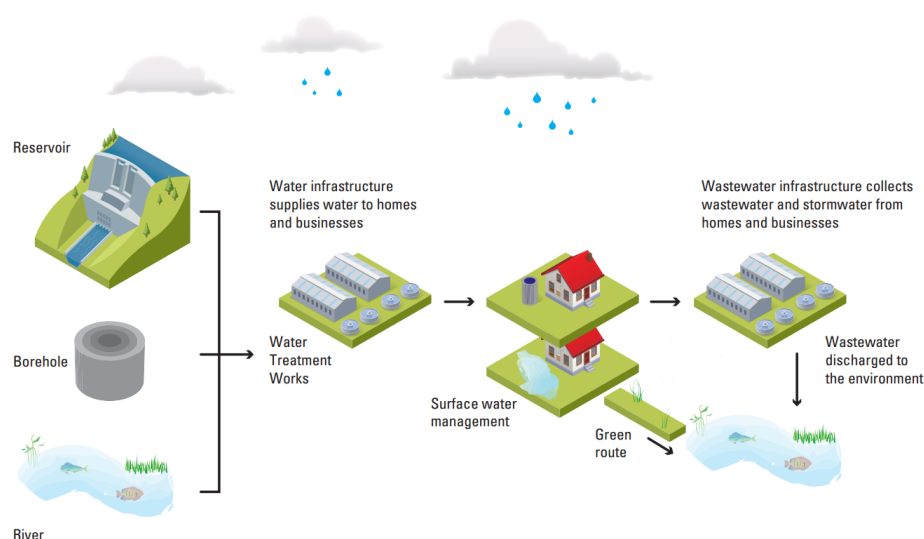 Reservoir
Water infrastructure
supplies water to homes
and businesses
Wastewater infrastructure collects
wastewater and stormwater from
homes and businesses
Borehole
Water
Treatment
Works
Wastewater
discharged to
the environment
Surface water
management
Green
route
River